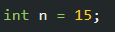 int n = 15;